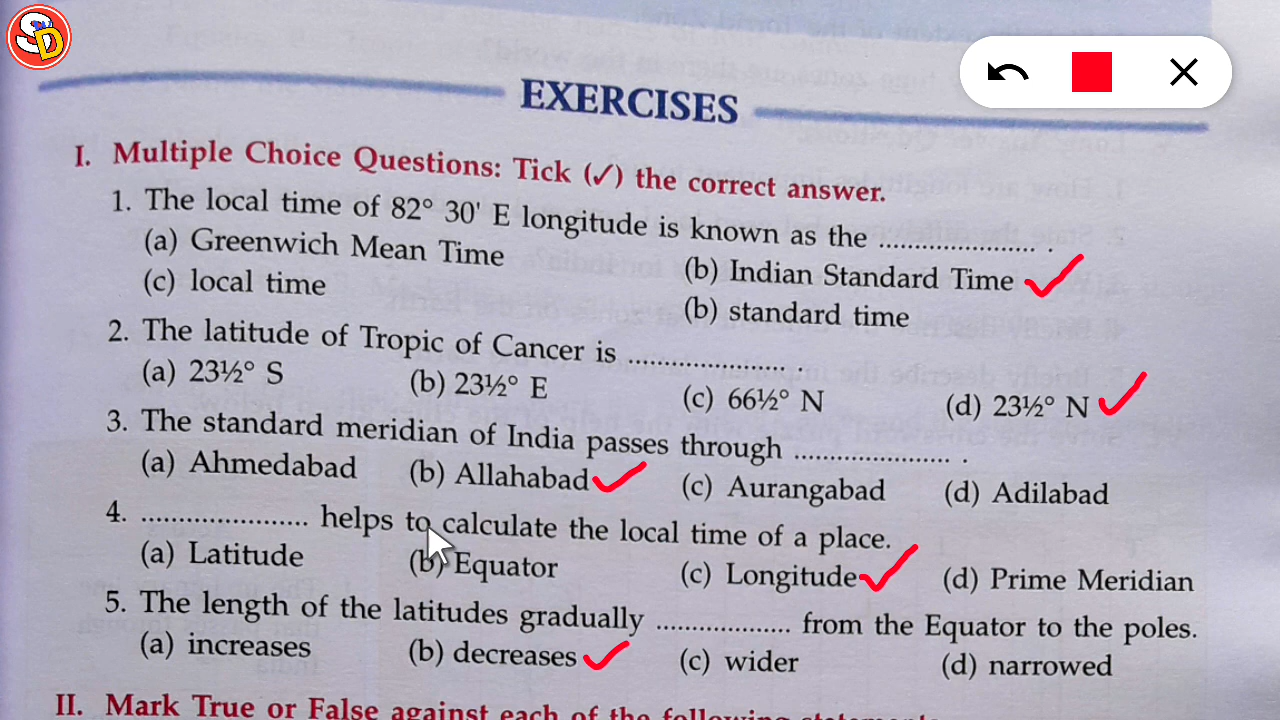 SD
EXERCISES
I. Multiple Choice Questions: Tick (✓) the correct answer.
1. The local time of 82° 30' E longitude is known as the ......................
(a) Greenwich Mean Time (b) Indian Standard Time ✓
(c) local time (b) standard time
2. The latitude of Tropic of Cancer is ...................... .
(a) 23½° S (b) 23½° E (c) 66½° N (d) 23½° N ✓
3. The standard meridian of India passes through ...................... .
(a) Ahmedabad (b) Allahabad ✓ (c) Aurangabad (d) Adilabad
4. ...................... helps to calculate the local time of a place.
(a) Latitude (b) Equator (c) Longitude ✓ (d) Prime Meridian
5. The length of the latitudes gradually ................... from the Equator to the poles.
(a) increases (b) decreases ✓ (c) wider (d) narrowed
II. Mark True or False against each of the following statements